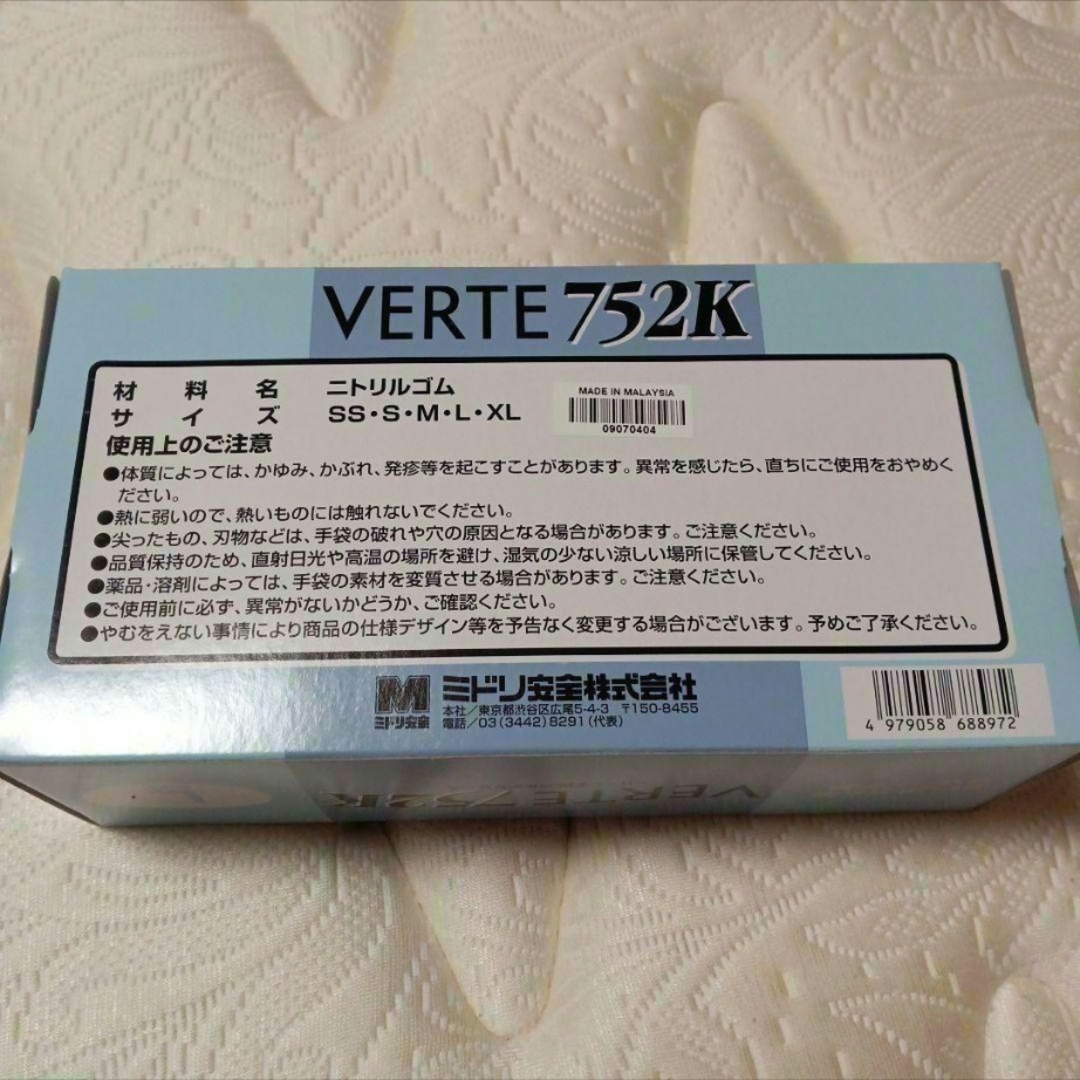 VERTE 752K
材料名 ニトリルゴム
サイズ SS・S・M・L・XL
MADE IN MALAYSIA
09070404
使用上のご注意
●体質によっては、かゆみ、かぶれ、発疹等を起こすことがあります。異常を感じたら、直ちにご使用をおやめく
ださい。
●熱に弱いので、熱いものには触れないでください。
●尖ったもの、刃物などは、手袋の破れや穴の原因となる場合があります。ご注意ください。
●品質保持のため、直射日光や高温の場所を避け、湿気の少ない涼しい場所に保管してください。
●薬品・溶剤によっては、手袋の素材を変質させる場合があります。ご注意ください。
●ご使用前に必ず、異常がないかどうか、ご確認ください。
●やむをえない事情により商品の仕様デザイン等を予告なく変更する場合がございます。予めご了承ください。
ミドリ安全
ミドリ安全株式会社
本社／東京都渋谷区広尾5-4-3 〒150-8455
電話／03(3442)8291(代表)
4 979058 688972
VERTE 752K
L